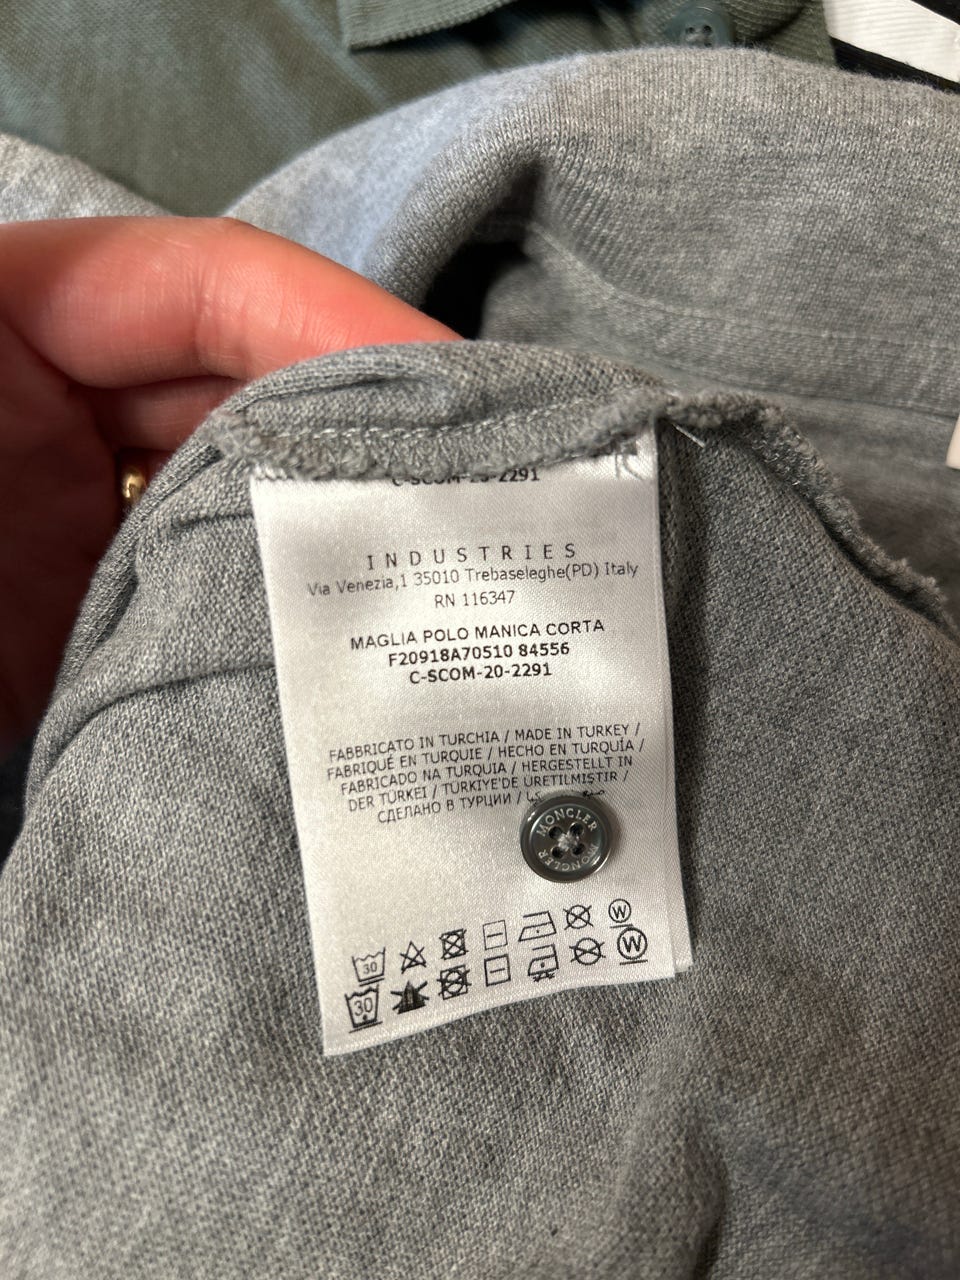 C-SCOM-20-2291
INDUSTRIES
Via Venezia,1 35010 Trebaseleghe(PD) Italy
RN 116347
MAGLIA POLO MANICA CORTA
F20918A70510 84556
C-SCOM-20-2291
FABBRICATO IN TURCHIA / MADE IN TURKEY /
FABRIQUÉ EN TURQUIE / HECHO EN TURQUÍA /
FABRICADO NA TURQUIA / HERGESTELLT IN
DER TÜRKEI / TÜRKIYE'DE ÜRETILMIŞTIR /
СДЕЛАНО В ТУРЦИИ /
MONCLER
MONCLER
30 W
30 W